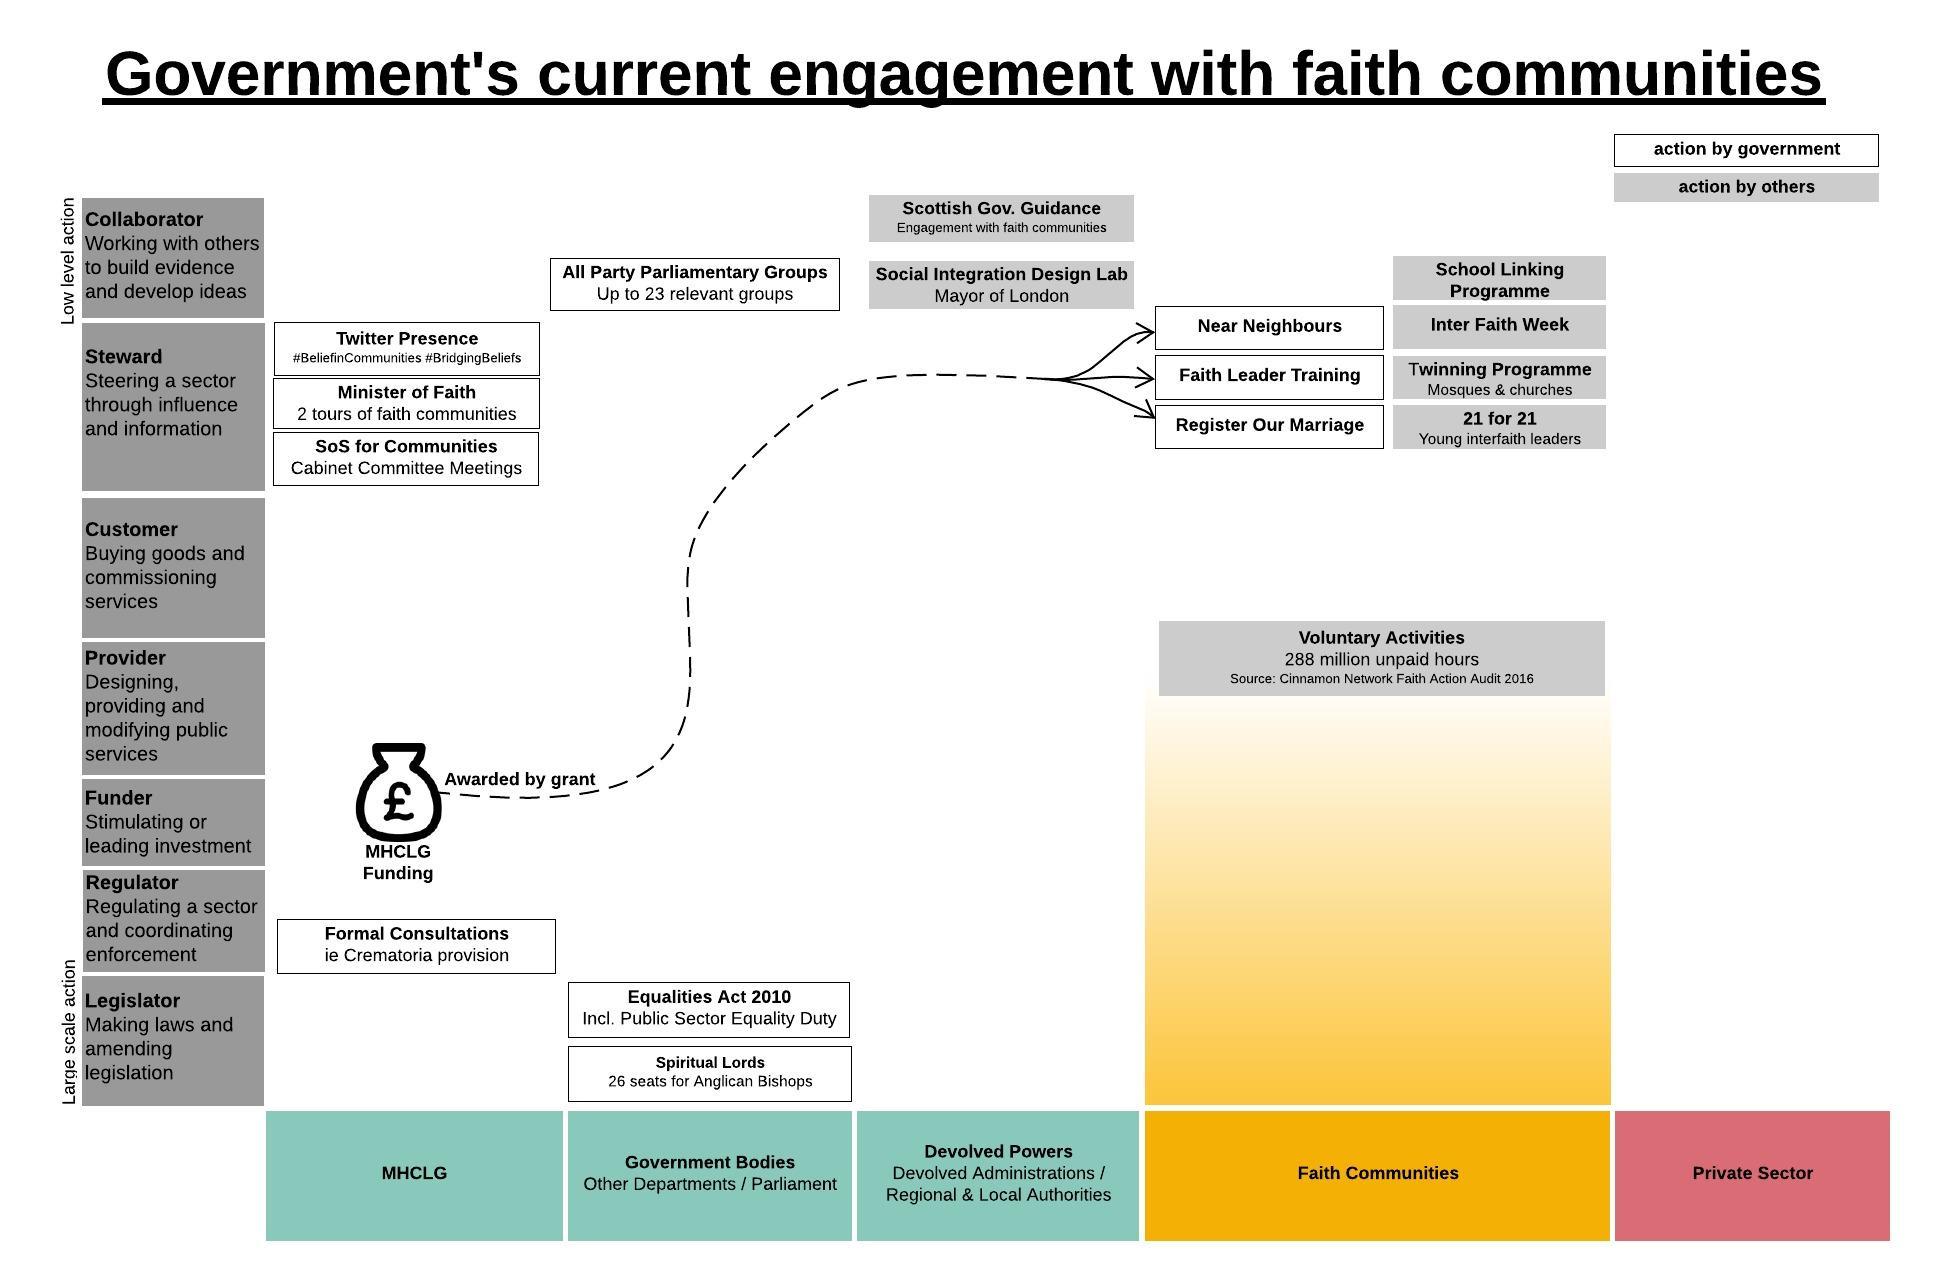 Government's current engagement with faith communities
action by government
action by others
Low level action
Collaborator
Working with others
to build evidence
and develop ideas
Scottish Gov. Guidance
Engagement with faith communities
All Party Parliamentary Groups
Up to 23 relevant groups
Social Integration Design Lab
Mayor of London
School Linking
Programme
Steward
Steering a sector
through influence
and information
Twitter Presence
#BeliefinCommunities #BridgingBeliefs
Minister of Faith
2 tours of faith communities
SoS for Communities
Cabinet Committee Meetings
Near Neighbours
Faith Leader Training
Register Our Marriage
Inter Faith Week
Twinning Programme
Mosques & churches
21 for 21
Young interfaith leaders
Customer
Buying goods and
commissioning
services
Provider
Designing,
providing and
modifying public
services
Voluntary Activities
288 million unpaid hours
Source: Cinnamon Network Faith Action Audit 2016
Funder
Stimulating or
leading investment
£
Awarded by grant
MHCLG
Funding
Regulator
Regulating a sector
and coordinating
enforcement
Formal Consultations
ie Crematoria provision
Large scale action
Legislator
Making laws and
amending
legislation
Equalities Act 2010
Incl. Public Sector Equality Duty
Spiritual Lords
26 seats for Anglican Bishops
MHCLG
Government Bodies
Other Departments / Parliament
Devolved Powers
Devolved Administrations /
Regional & Local Authorities
Faith Communities
Private Sector